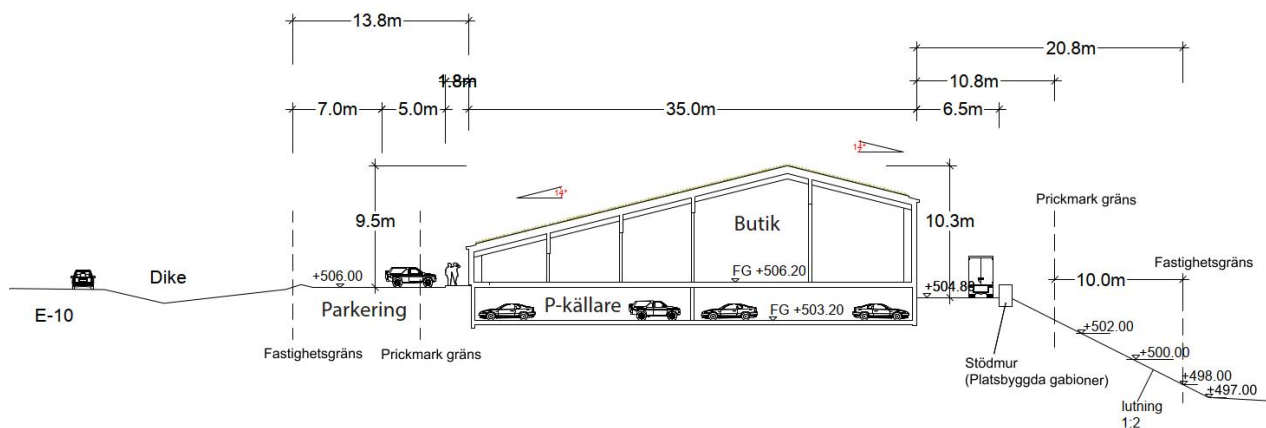 13.8m
20.8m
1.8m
10.8m
7.0m
5.0m
35.0m
6.5m
14°
14°
Prickmark gräns
9.5m
Butik
10.3m
Fastighetsgräns
Dike
+506.00
FG +506.20
+504.80
10.0m
E-10
Parkering
P-källare
FG +503.20
+502.00
Fastighetsgräns
Prickmark gräns
+500.00
Stödmur
(Platsbyggda gabioner)
+498.00
+497.00
lutning
1:2